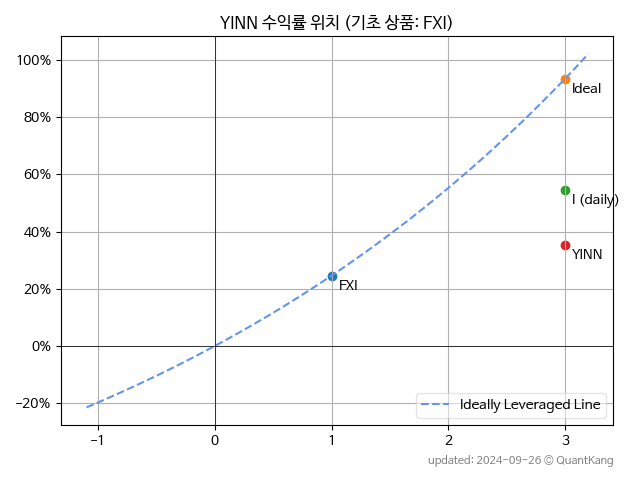 YINN 수익률 위치 (기초 상품: FXI)
100%
80%
60%
40%
20%
0%
−20%
Ideal
I (daily)
YINN
FXI
Ideally Leveraged Line
−1
0
1
2
3
updated: 2024-09-26 © QuantKang